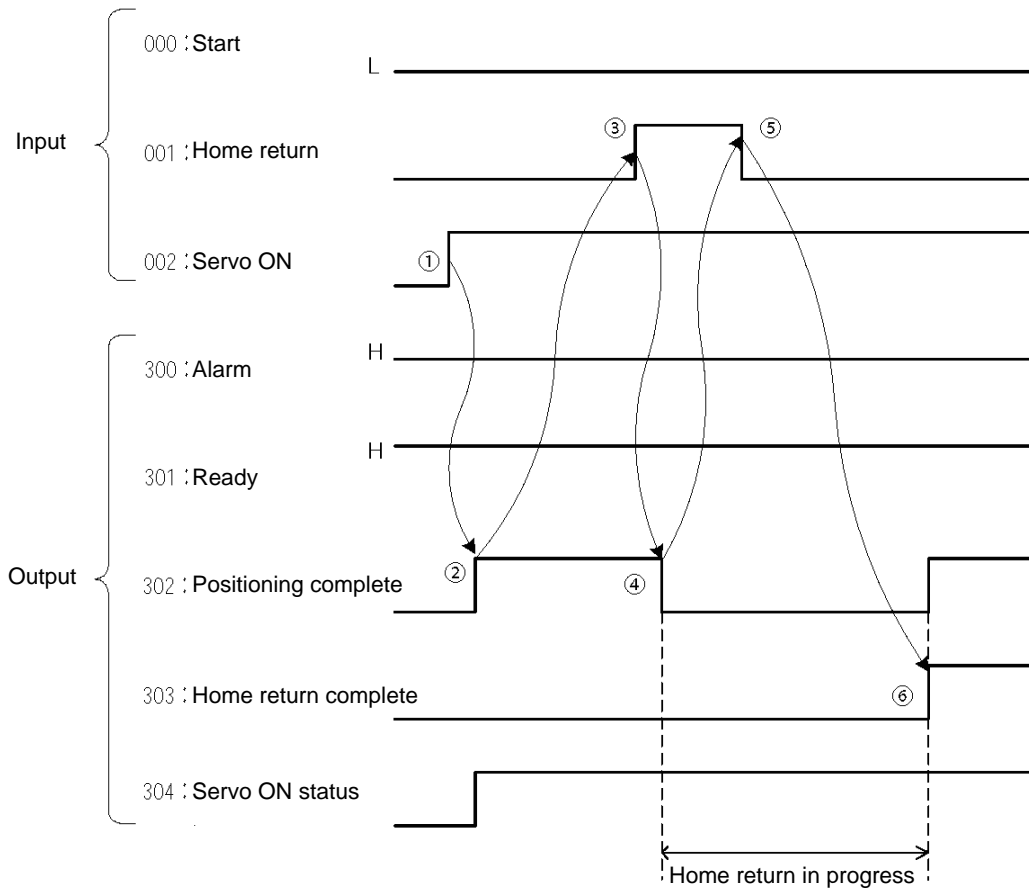 000 : Start
L
Input
001 : Home return
③
⑤
002 : Servo ON
①
300 : Alarm
H
301 : Ready
H
Output
302 : Positioning complete
②
④
303 : Home return complete
⑥
304 : Servo ON status
Home return in progress